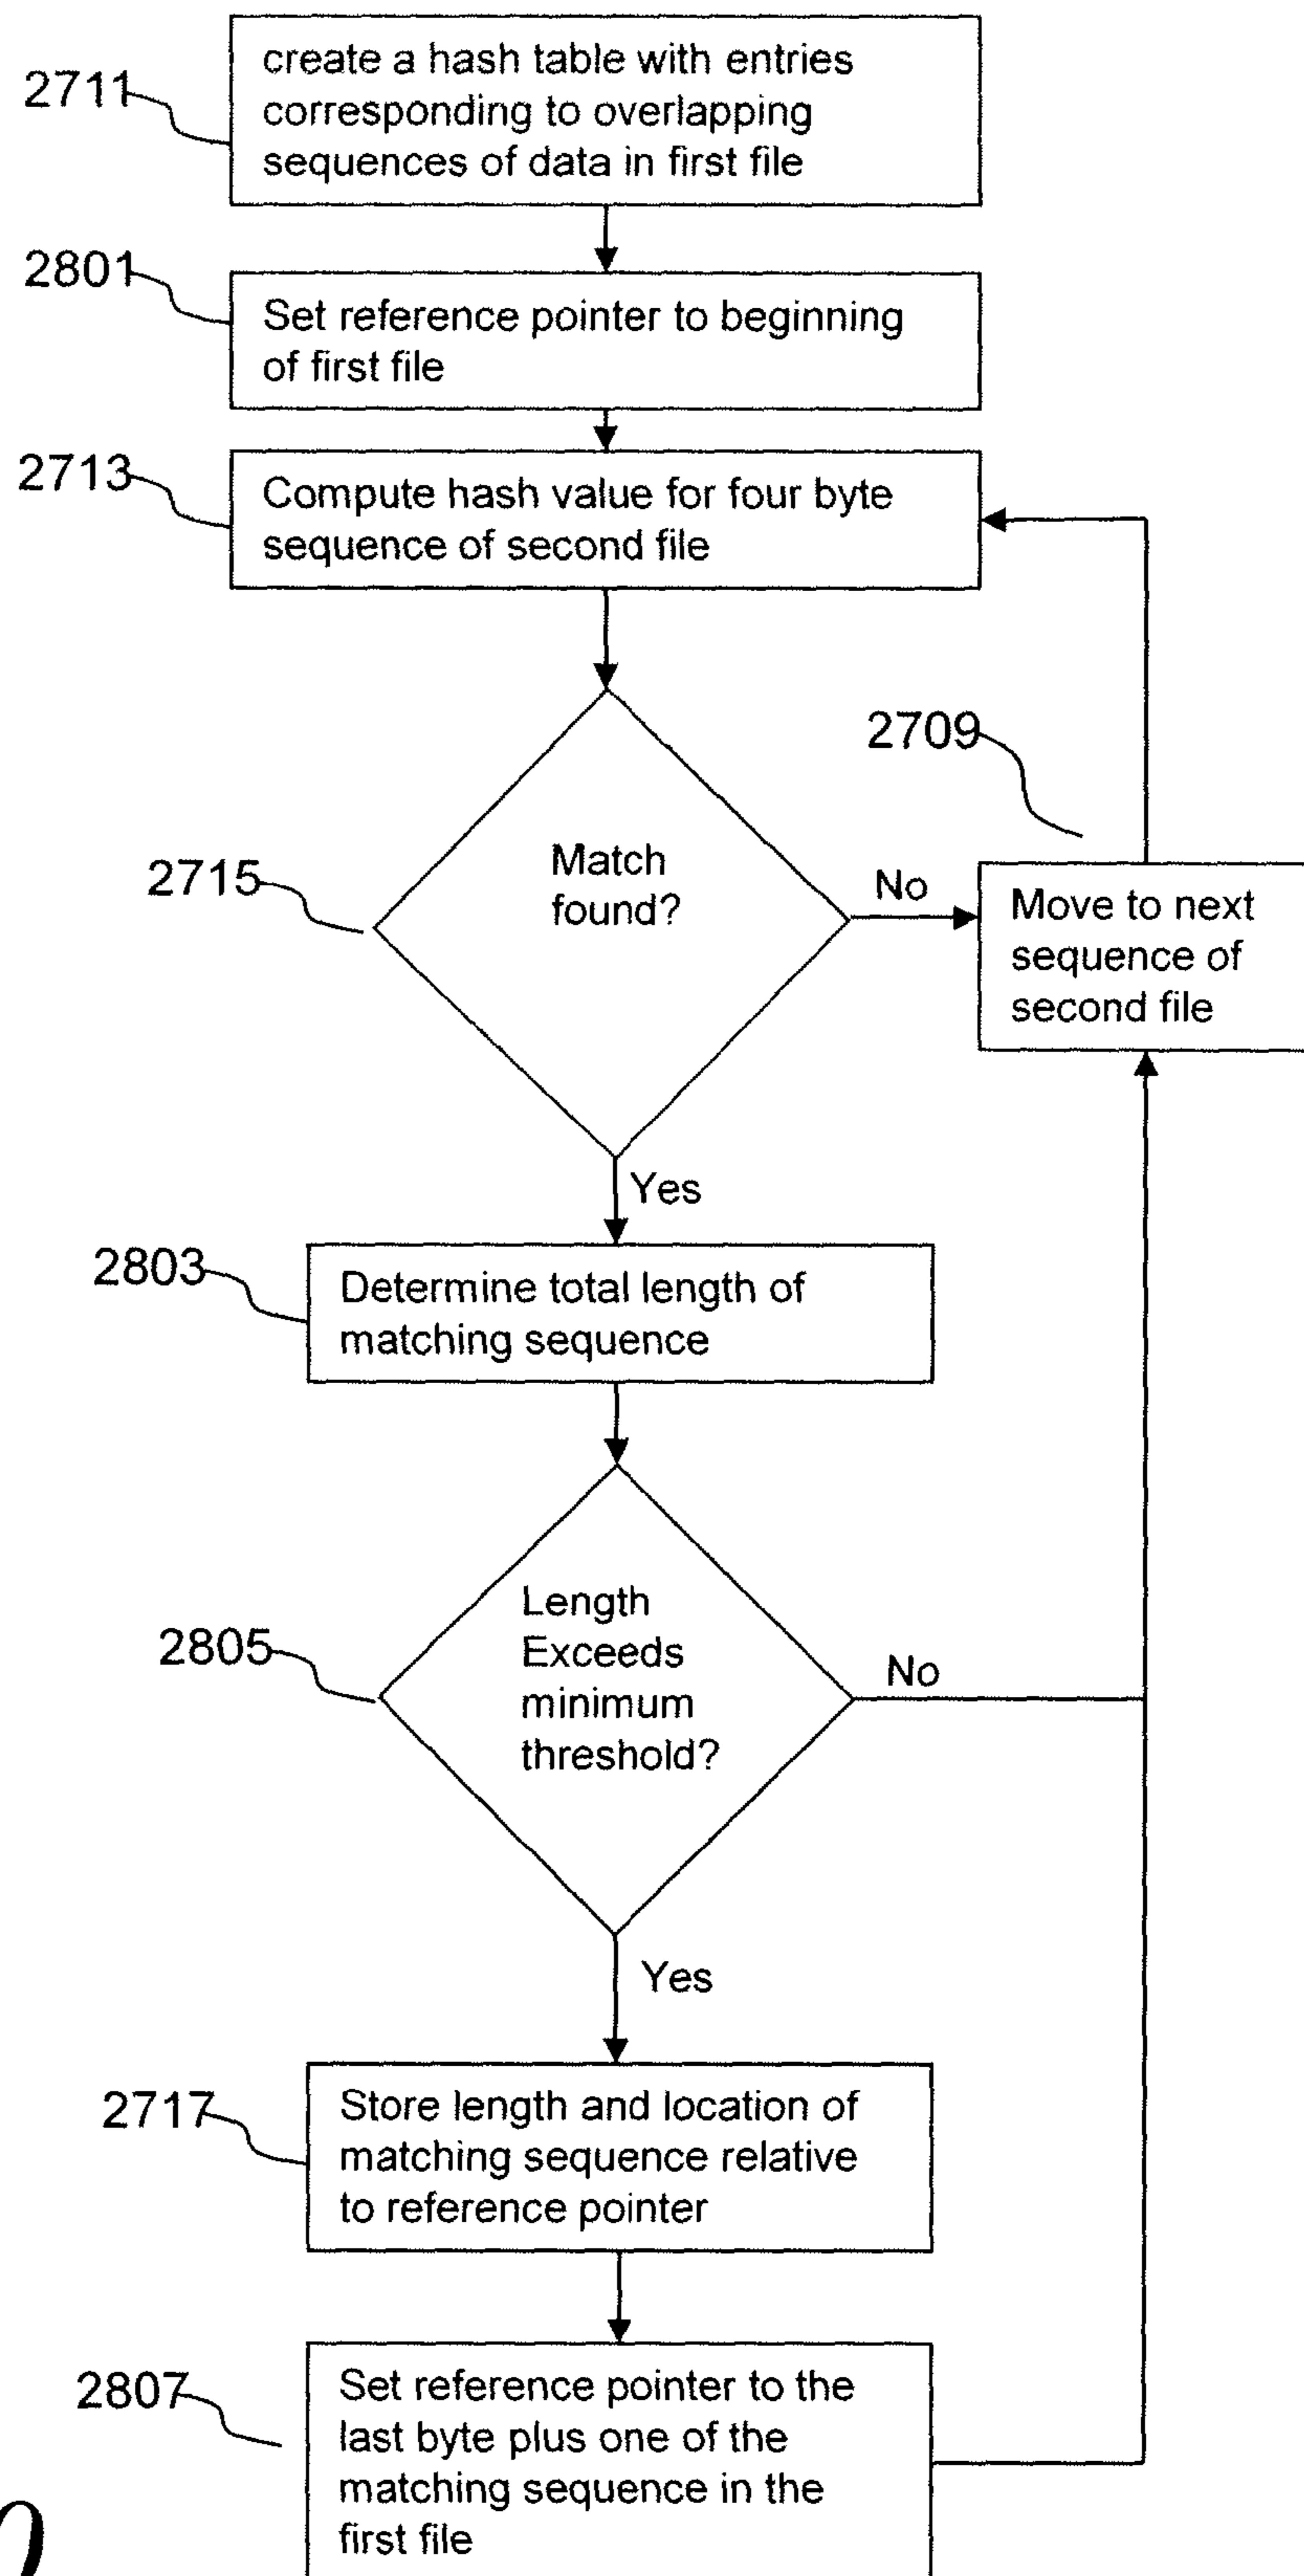 2711
create a hash table with entries
corresponding to overlapping
sequences of data in first file
2801
Set reference pointer to beginning
of first file
2713
Compute hash value for four byte
sequence of second file
2709
2715
Match
found?
No
Move to next
sequence of
second file
Yes
2803
Determine total length of
matching sequence
2805
Length
Exceeds
minimum
threshold?
No
Yes
2717
Store length and location of
matching sequence relative
to reference pointer
2807
Set reference pointer to the
last byte plus one of the
matching sequence in the
first file